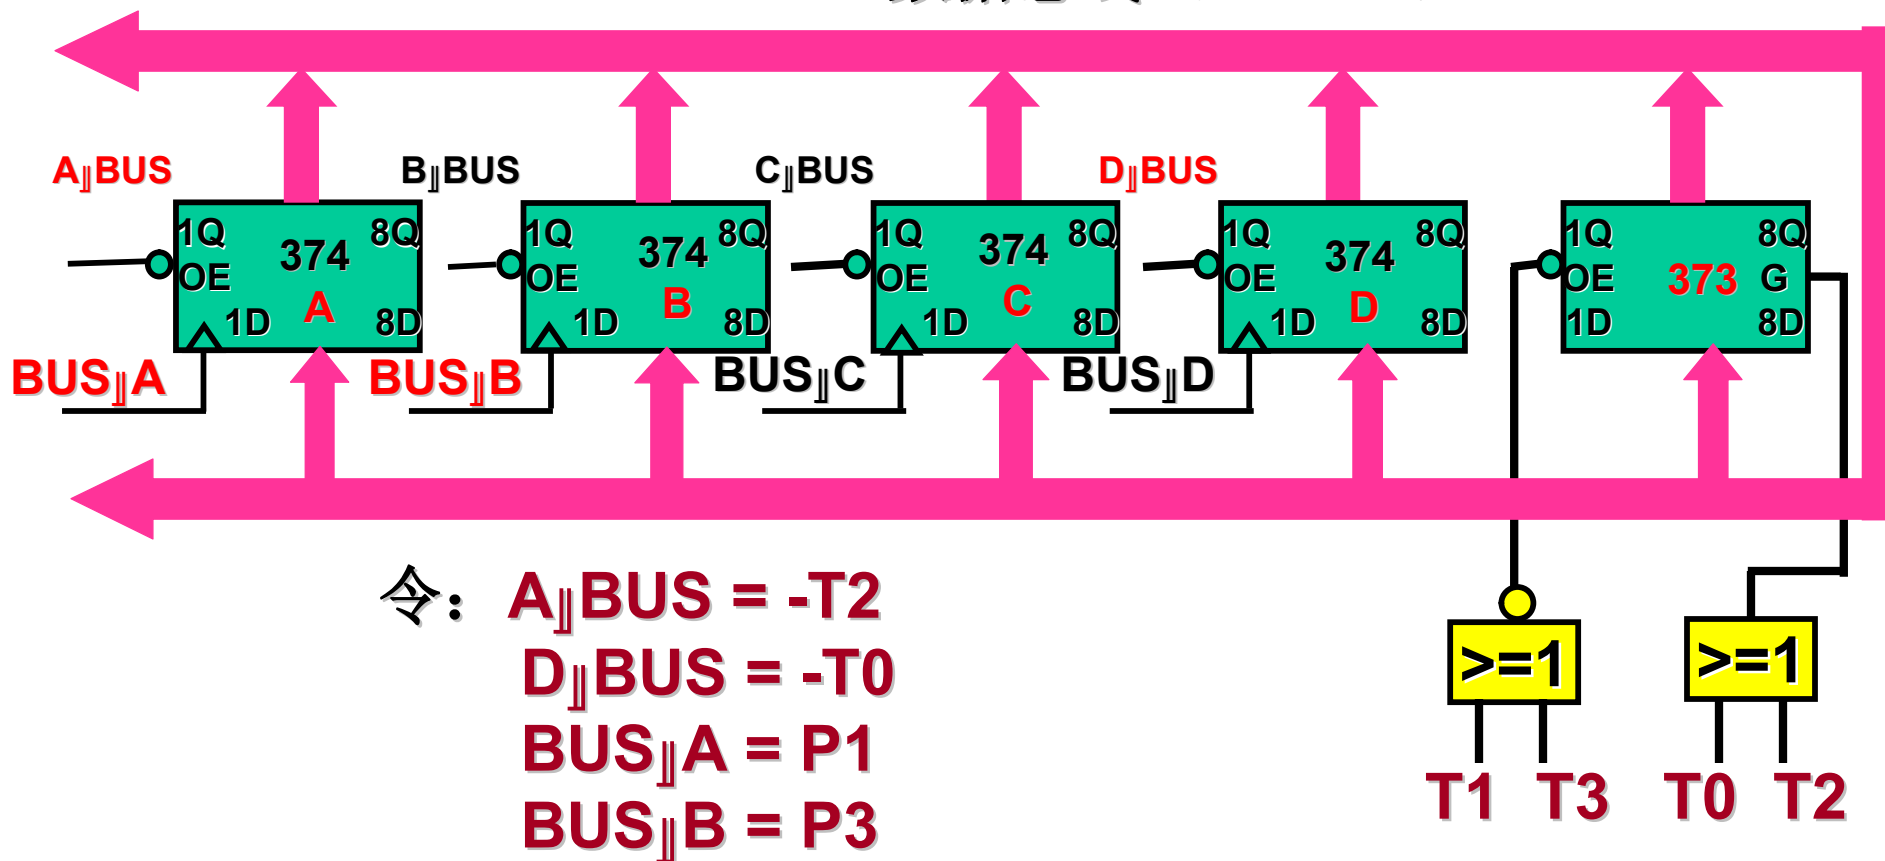 A╜BUS B╜BUS C╜BUS D╜BUS
1Q 8Q 1Q 8Q 1Q 8Q 1Q 8Q 1Q 8Q
374 374 374 374
OE OE OE OE OE 373 G
A B C D
1D 8D 1D 8D 1D 8D 1D 8D 1D 8D
BUS╜A BUS╜B BUS╜C BUS╜D
令：A╜BUS = -T2
D╜BUS = -T0
BUS╜A = P1
BUS╜B = P3
>=1 >=1
T1 T3 T0 T2